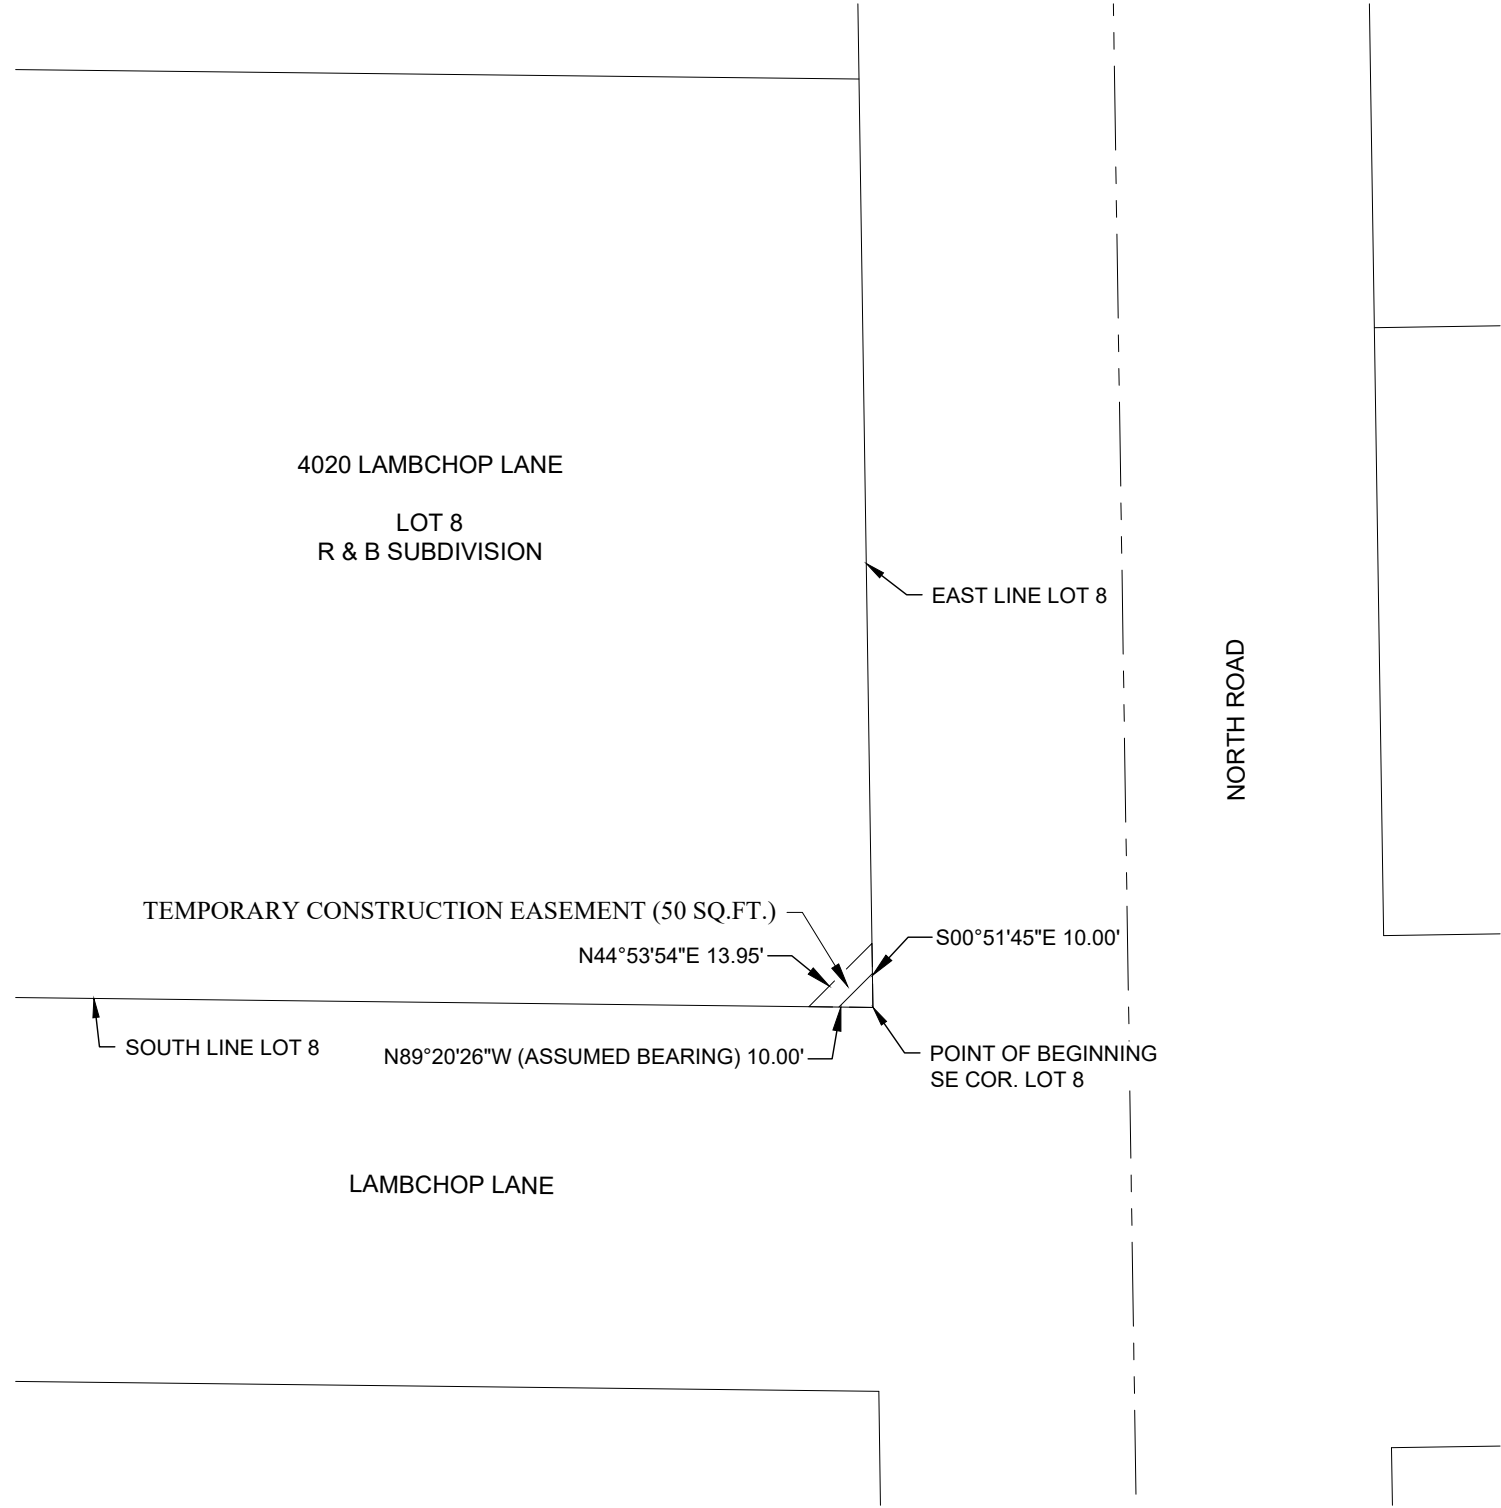 4020 LAMBCHOP LANE
LOT 8
R & B SUBDIVISION
EAST LINE LOT 8
NORTH ROAD
TEMPORARY CONSTRUCTION EASEMENT (50 SQ.FT.)
N44°53'54"E 13.95'
S00°51'45"E 10.00'
SOUTH LINE LOT 8
N89°20'26"W (ASSUMED BEARING) 10.00'
POINT OF BEGINNING
SE COR. LOT 8
LAMBCHOP LANE